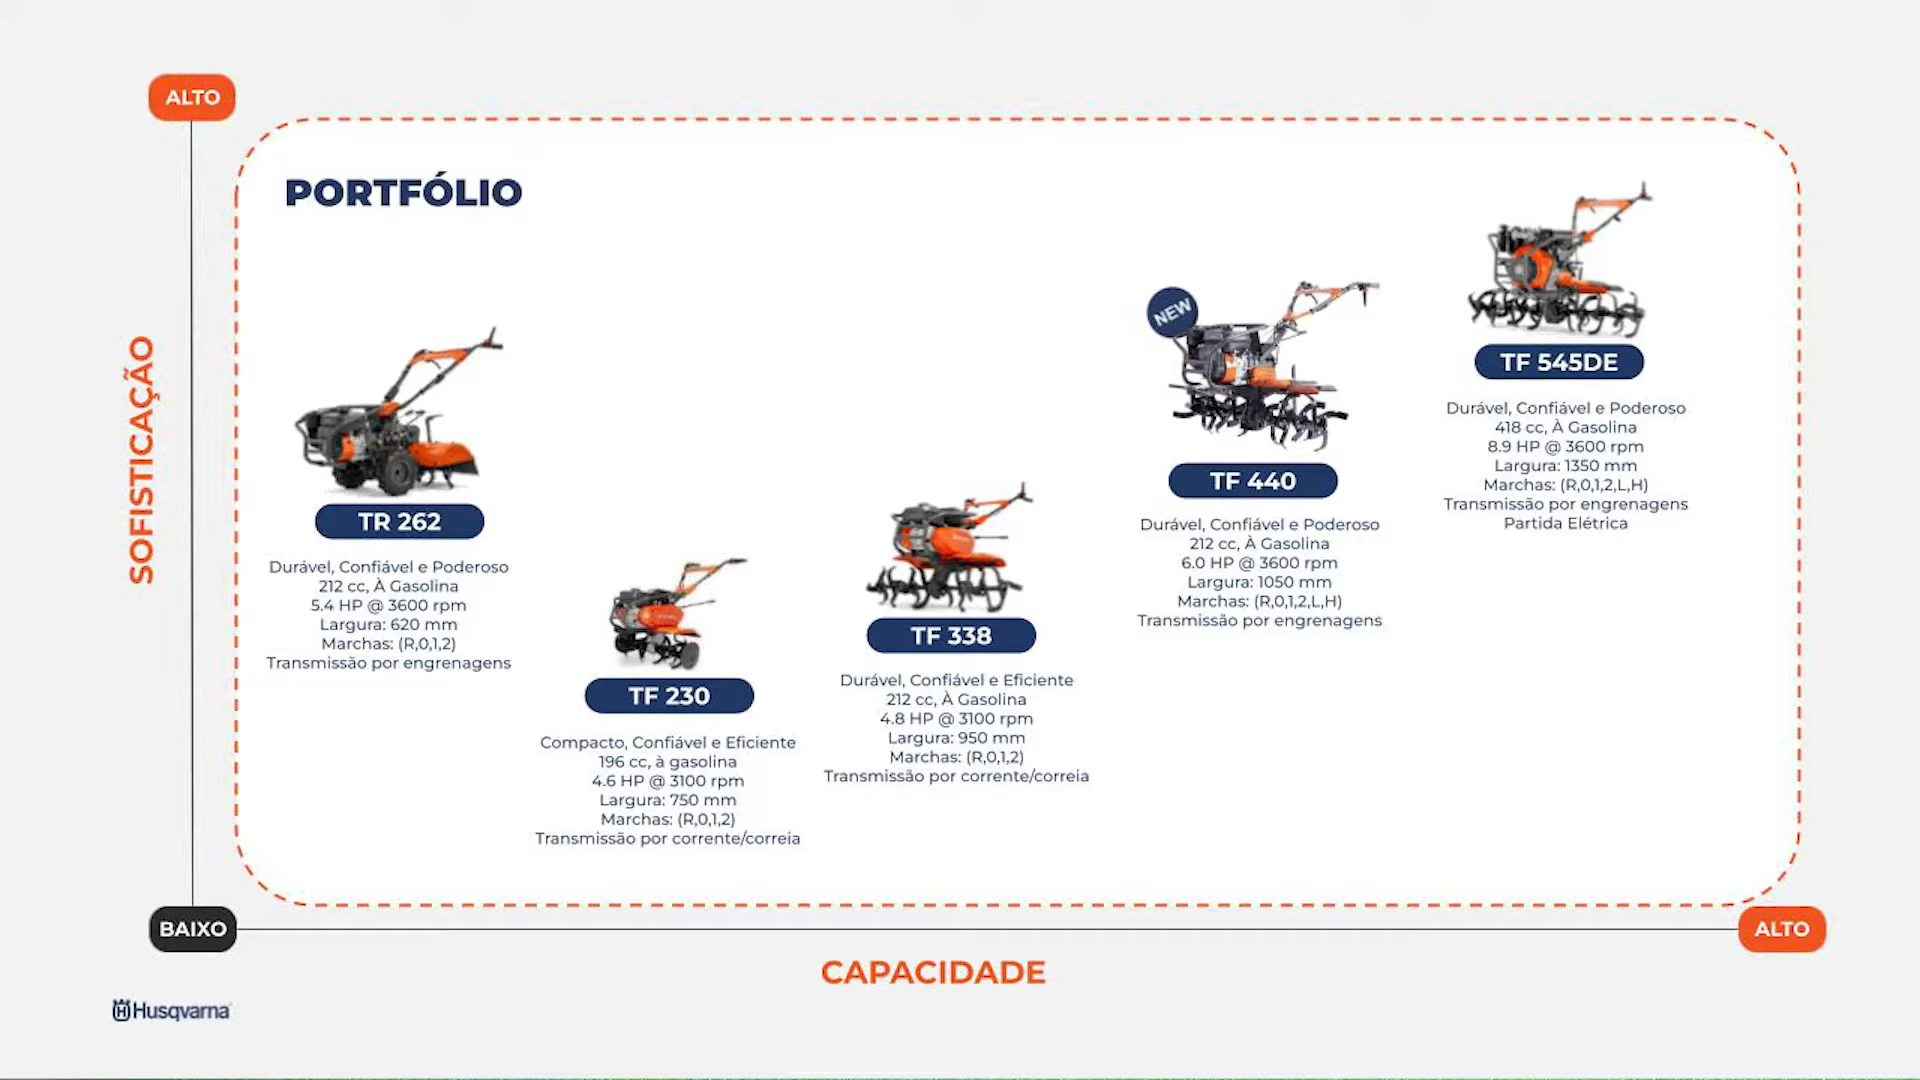 ALTO
PORTFÓLIO
SOFISTICAÇÃO
TR 262
Durável, Confiável e Poderoso
212 cc, À Gasolina
5.4 HP @ 3600 rpm
Largura: 620 mm
Marchas: (R,0,1,2)
Transmissão por engrenagens
TF 230
Compacto, Confiável e Eficiente
196 cc, à gasolina
4.6 HP @ 3100 rpm
Largura: 750 mm
Marchas: (R,0,1,2)
Transmissão por corrente/correia
TF 338
Durável, Confiável e Eficiente
212 cc, À Gasolina
4.8 HP @ 3100 rpm
Largura: 950 mm
Marchas: (R,0,1,2)
Transmissão por corrente/correia
NEW
TF 440
Durável, Confiável e Poderoso
212 cc, À Gasolina
6.0 HP @ 3600 rpm
Largura: 1050 mm
Marchas: (R,0,1,2,L,H)
Transmissão por engrenagens
TF 545DE
Durável, Confiável e Poderoso
418 cc, À Gasolina
8.9 HP @ 3600 rpm
Largura: 1350 mm
Marchas: (R,0,1,2,L,H)
Transmissão por engrenagens
Partida Elétrica
BAIXO
ALTO
CAPACIDADE
Husqvarna